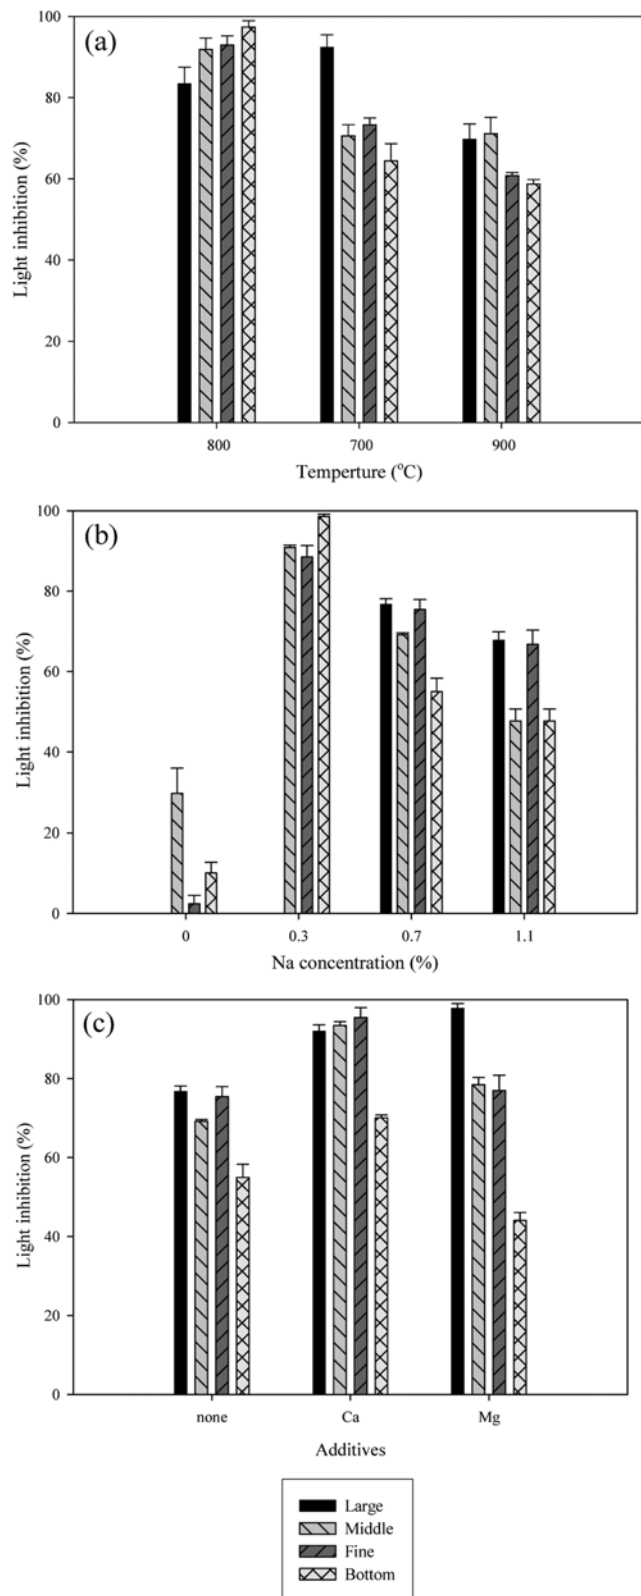 (a)
100
80
60
40
20
0
Light inhibition (%)
800 700 900
Temperture (°C)
(b)
100
80
60
40
20
0
Light inhibition (%)
0 0.3 0.7 1.1
Na concentration (%)
(c)
100
80
60
40
20
0
Light inhibition (%)
none Ca Mg
Additives
Large
Middle
Fine
Bottom